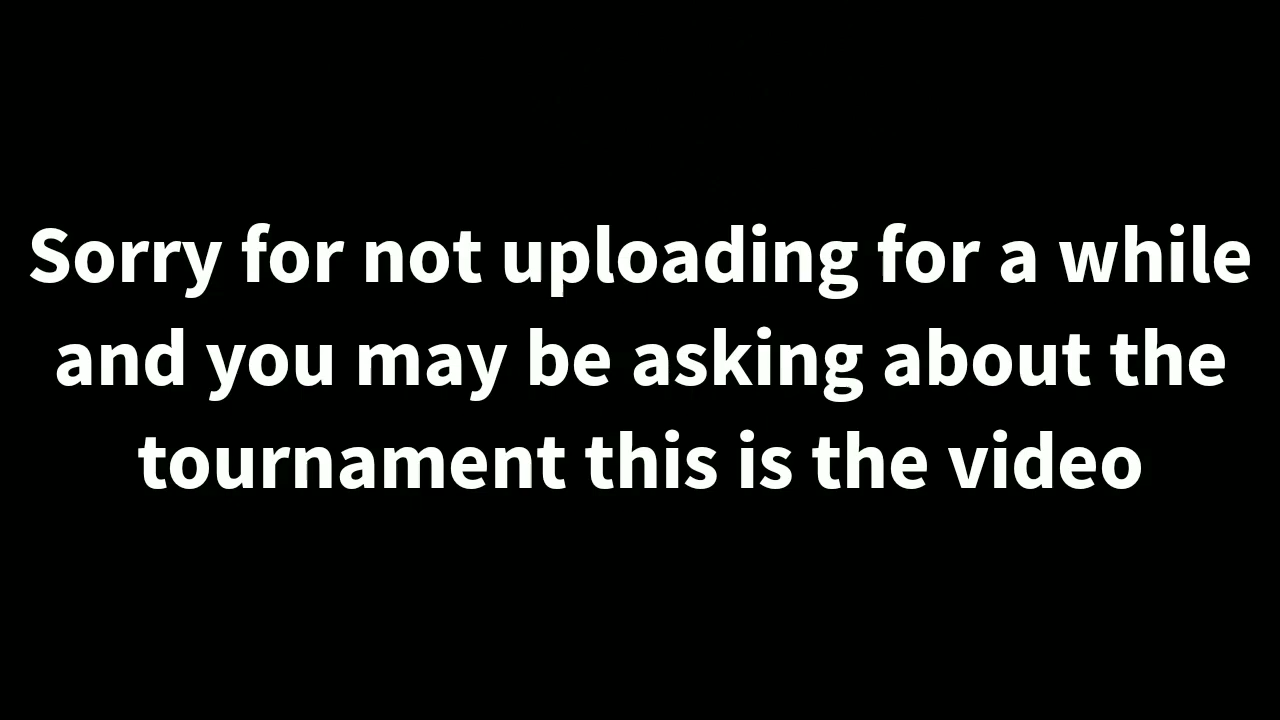 Sorry for not uploading for a while
and you may be asking about the
tournament this is the video